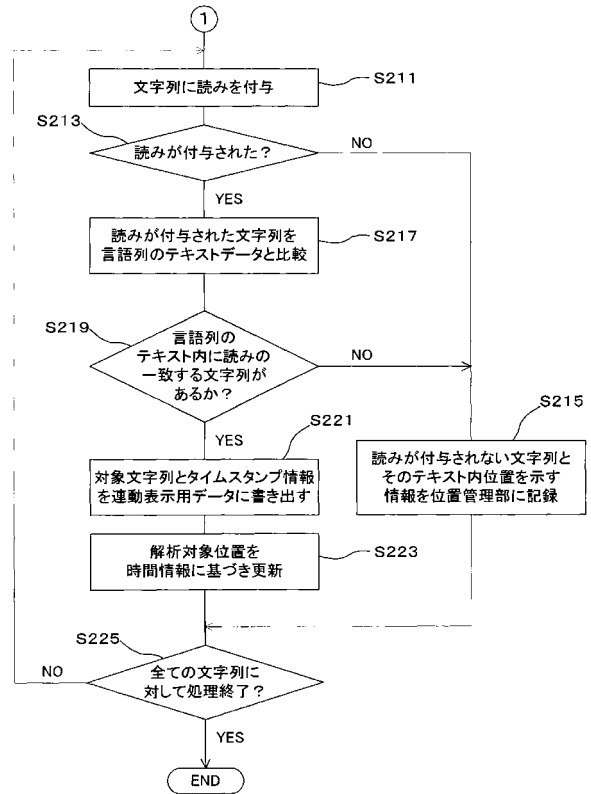 1
文字列に読みを付与
S211
S213
読みが付与された？
NO
YES
読みが付与された文字列を
言語列のテキストデータと比較
S217
S219
言語列の
テキスト内に読みの
一致する文字列が
あるか？
NO
YES
S221
対象文字列とタイムスタンプ情報
を連動表示用データに書き出す
S215
読みが付与されない文字列と
そのテキスト内位置を示す
情報を位置管理部に記録
解析対象位置を
時間情報に基づき更新
S223
S225
全ての文字列に
対して処理終了？
NO
YES
END